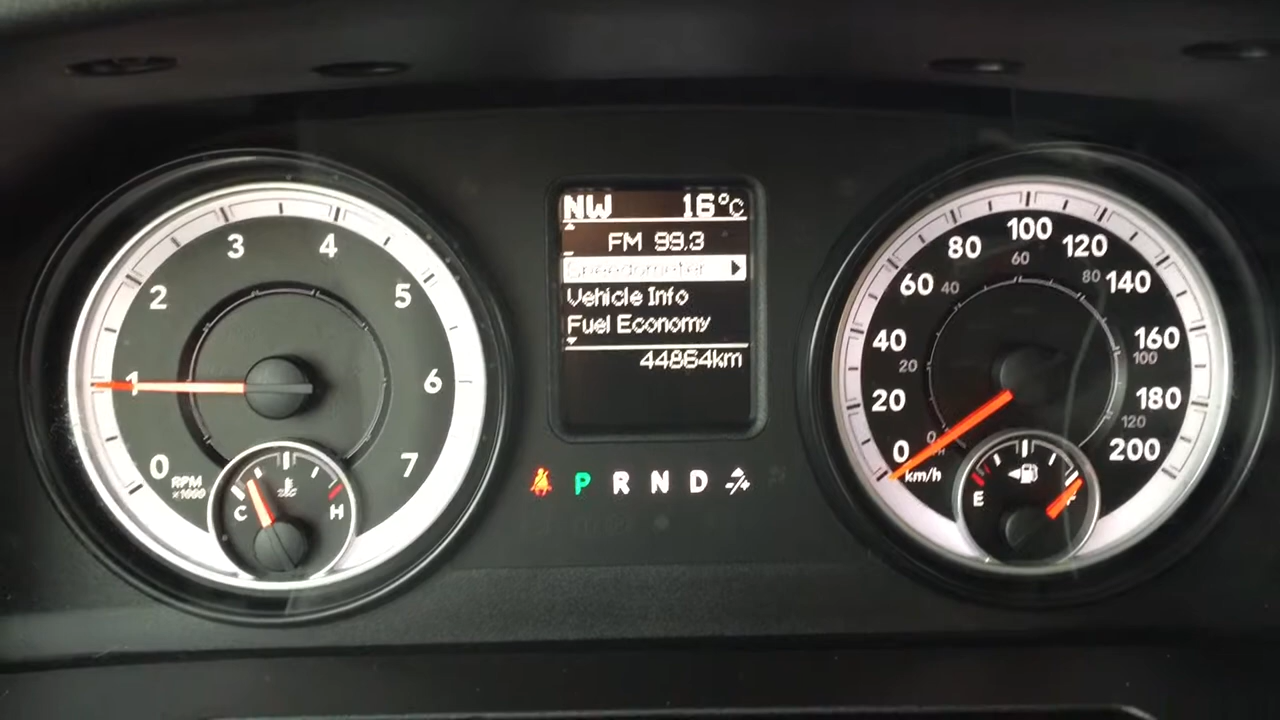 NW 16°C
FM 99.3
Speedometer
Vehicle Info
Fuel Economy
44864km
0 1 2 3 4 5 6 7
RPM
x1000
C H
P R N D
0 20 40 60 80 100 120 140 160 180 200
0 20 40 60 80 100 120
km/h
E F